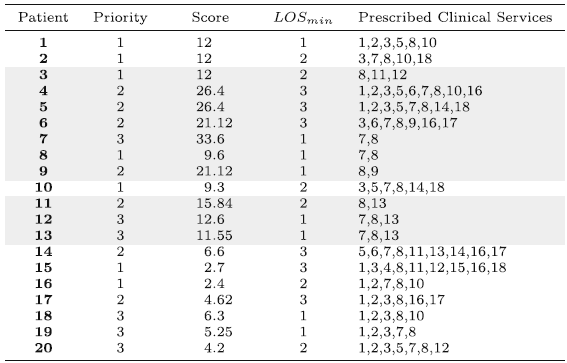 Patient Priority Score LOS_min Prescribed Clinical Services
1 1 12 1 1,2,3,5,8,10
2 1 12 2 3,7,8,10,18
3 1 12 2 8,11,12
4 2 26.4 3 1,2,3,5,6,7,8,10,16
5 2 26.4 3 1,2,3,5,7,8,14,18
6 2 21.12 3 3,6,7,8,9,16,17
7 3 33.6 1 7,8
8 1 9.6 1 7,8
9 2 21.12 1 8,9
10 1 9.3 2 3,5,7,8,14,18
11 2 15.84 2 8,13
12 3 12.6 1 7,8,13
13 3 11.55 1 7,8,13
14 2 6.6 3 5,6,7,8,11,13,14,16,17
15 1 2.7 3 1,3,4,8,11,12,15,16,18
16 1 2.4 2 1,2,7,8,10
17 2 4.62 3 1,2,3,8,16,17
18 3 6.3 1 1,2,3,8,10
19 3 5.25 1 1,2,3,7,8
20 3 4.2 2 1,2,3,5,7,8,12